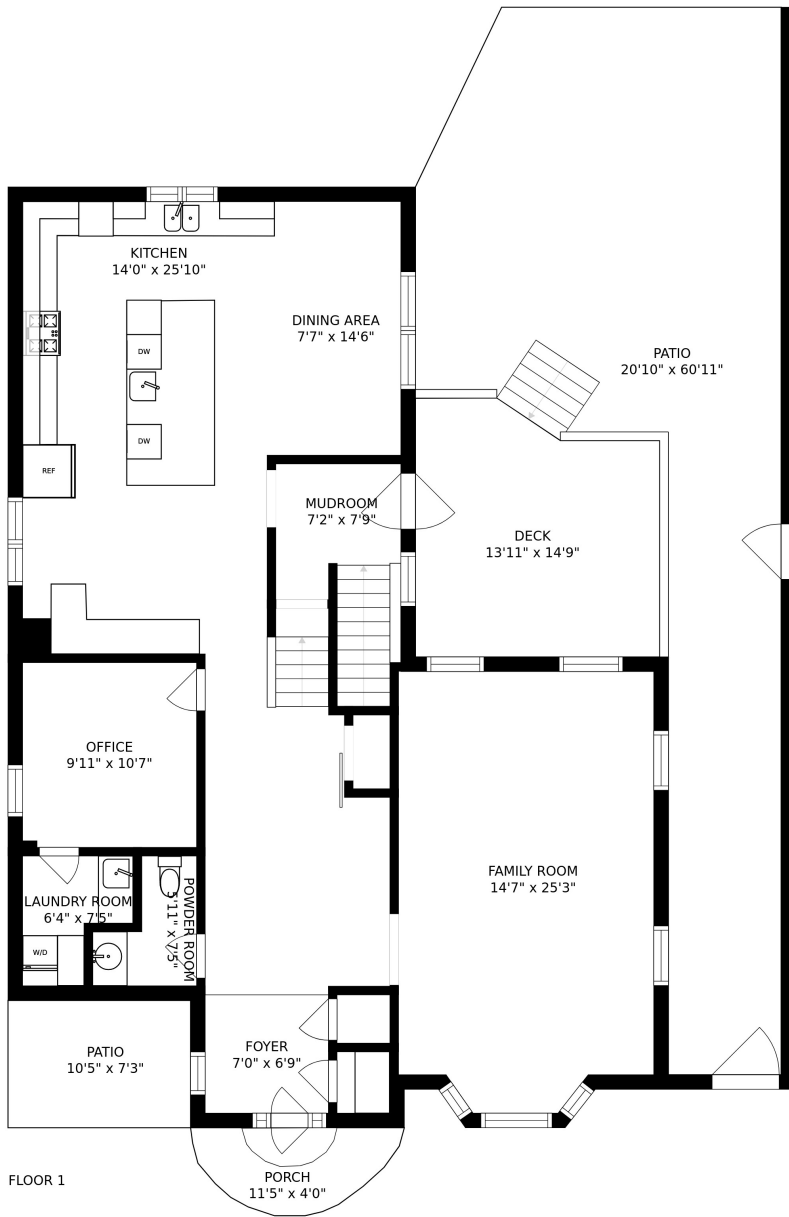 KITCHEN
14'0" x 25'10"
DINING AREA
7'7" x 14'6"
PATIO
20'10" x 60'11"
DW
DW
REF
MUDROOM
7'2" x 7'9"
DECK
13'11" x 14'9"
OFFICE
9'11" x 10'7"
FAMILY ROOM
14'7" x 25'3"
LAUNDRY ROOM
6'4" x 7'5"
POWDER ROOM
5'11" x 7'5"
W/D
PATIO
10'5" x 7'3"
FOYER
7'0" x 6'9"
PORCH
11'5" x 4'0"
FLOOR 1